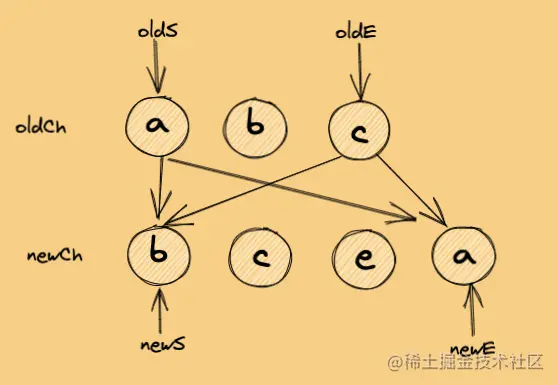 oldS oldE
oldCh a b c
newCh b c e a
newS newE
@稀土掘金技术社区